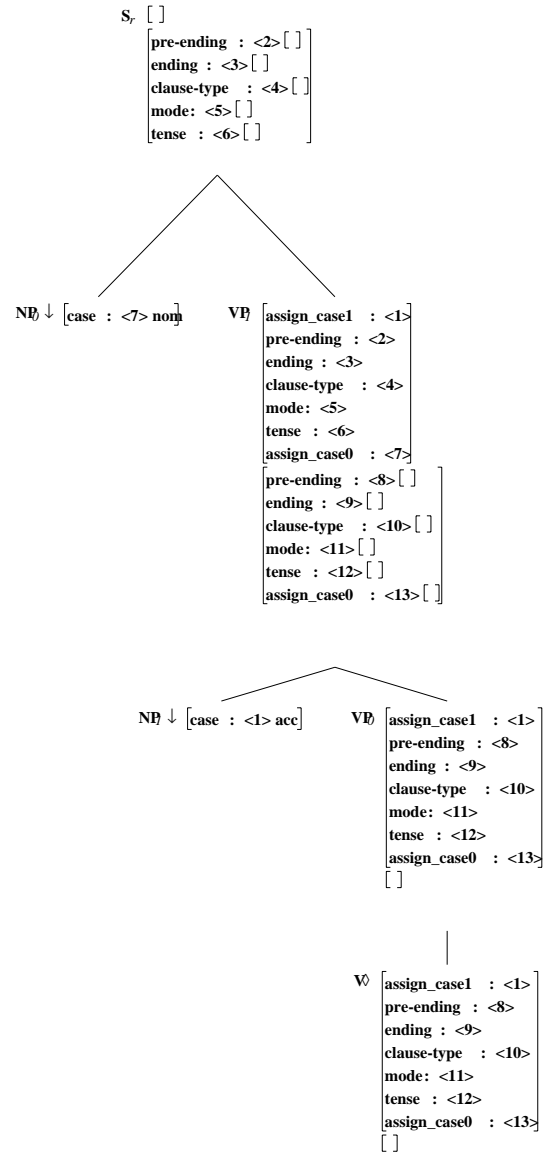 Sr [ ]
pre-ending : <2>[ ]
ending : <3>[ ]
clause-type : <4>[ ]
mode: <5>[ ]
tense : <6>[ ]
NP0 ↓ [case : <7> nom]
VP1 [assign_case1 : <1>
pre-ending : <2>
ending : <3>
clause-type : <4>
mode: <5>
tense : <6>
assign_case0 : <7>]
pre-ending : <8>[ ]
ending : <9>[ ]
clause-type : <10>[ ]
mode: <11>[ ]
tense : <12>[ ]
assign_case0 : <13>[ ]
NP1 ↓ [case : <1> acc]
VP0 [assign_case1 : <1>
pre-ending : <8>
ending : <9>
clause-type : <10>
mode: <11>
tense : <12>
assign_case0 : <13>]
[ ]
V◊ [assign_case1 : <1>
pre-ending : <8>
ending : <9>
clause-type : <10>
mode: <11>
tense : <12>
assign_case0 : <13>]
[ ]